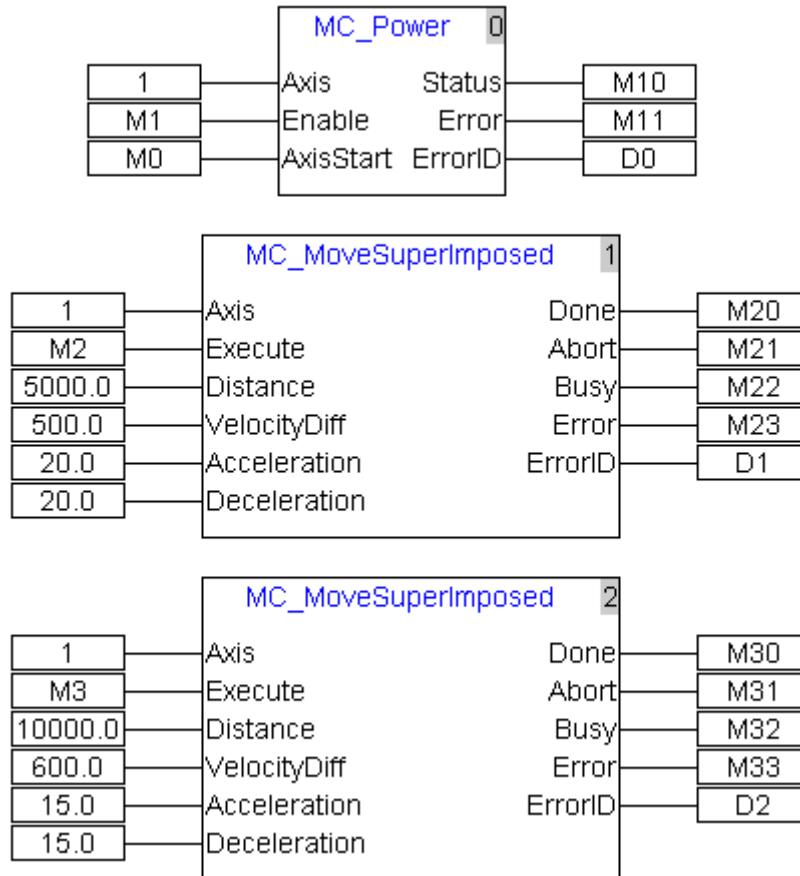 MC_Power 0
1 Axis Status M10
M1 Enable Error M11
M0 AxisStart ErrorID D0
MC_MoveSuperImposed 1
1 Axis Done M20
M2 Execute Abort M21
5000.0 Distance Busy M22
500.0 VelocityDiff Error M23
20.0 Acceleration ErrorID D1
20.0 Deceleration
MC_MoveSuperImposed 2
1 Axis Done M30
M3 Execute Abort M31
10000.0 Distance Busy M32
600.0 VelocityDiff Error M33
15.0 Acceleration ErrorID D2
15.0 Deceleration